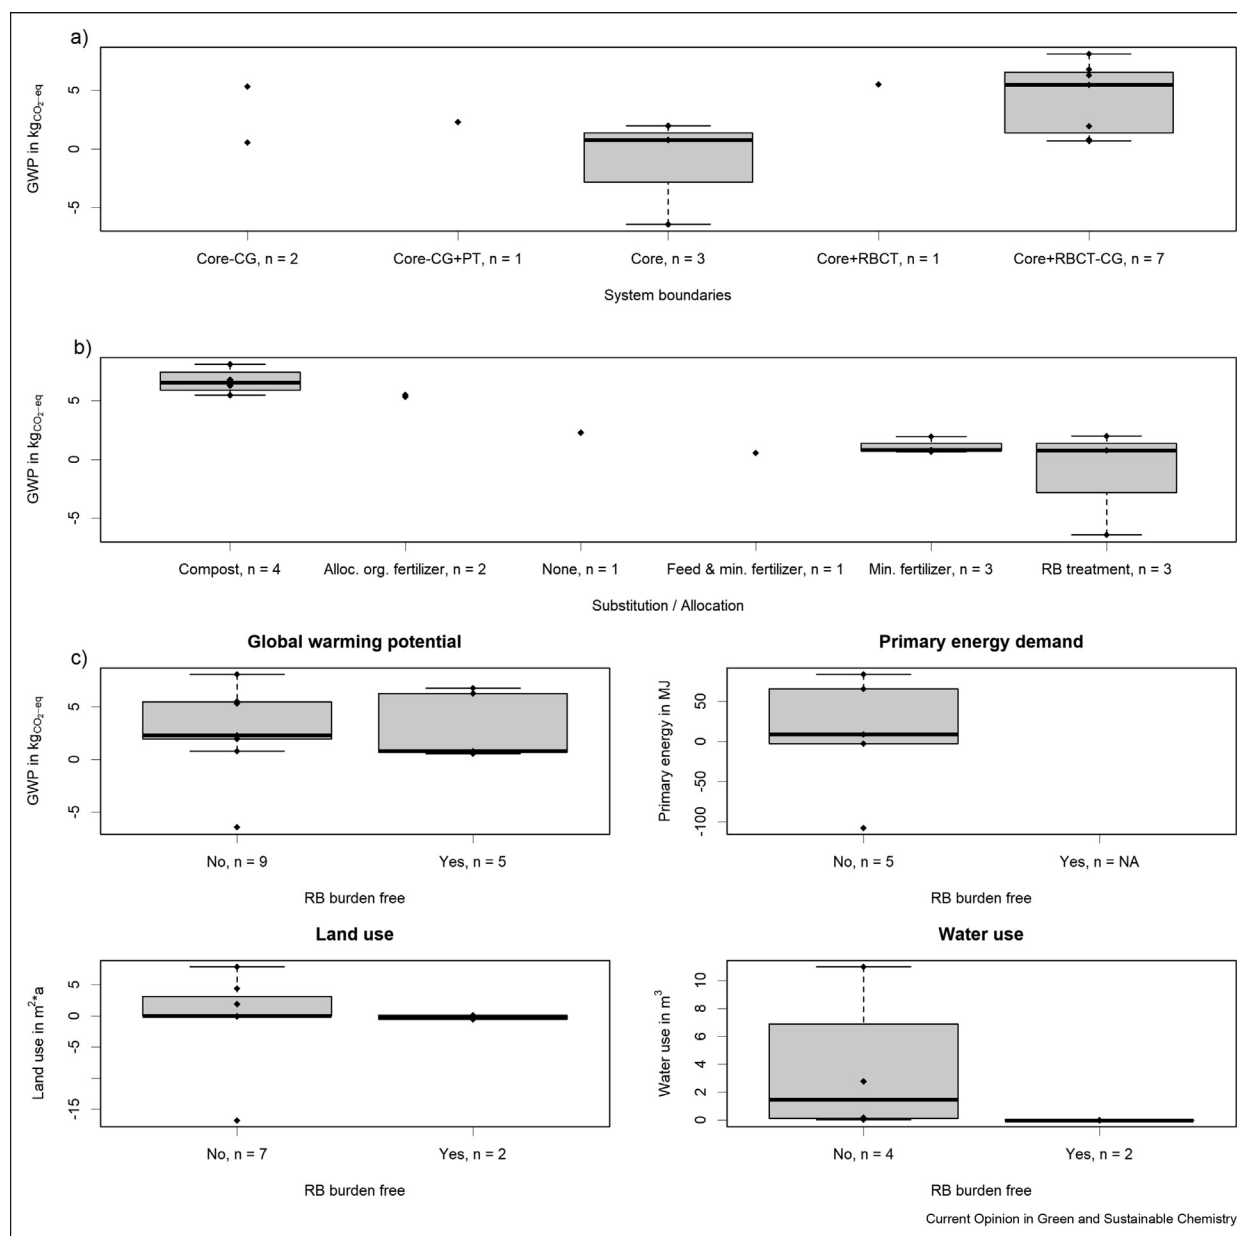 a)
GWP in kgCO₂−eq
5
0
-5
Core-CG, n = 2
Core-CG+PT, n = 1
Core, n = 3
Core+RBCT, n = 1
Core+RBCT-CG, n = 7
System boundaries
b)
GWP in kgCO₂−eq
5
0
-5
Compost, n = 4
Alloc. org. fertilizer, n = 2
None, n = 1
Feed & min. fertilizer, n = 1
Min. fertilizer, n = 3
RB treatment, n = 3
Substitution / Allocation
c)
Global warming potential
GWP in kgCO₂−eq
5
0
-5
No, n = 9
Yes, n = 5
RB burden free
Primary energy demand
Primary energy in MJ
50
0
-50
-100
No, n = 5
Yes, n = NA
RB burden free
Land use
Land use in m²*a
5
0
-5
-15
No, n = 7
Yes, n = 2
RB burden free
Water use
Water use in m³
10
8
6
4
2
0
No, n = 4
Yes, n = 2
RB burden free
Current Opinion in Green and Sustainable Chemistry